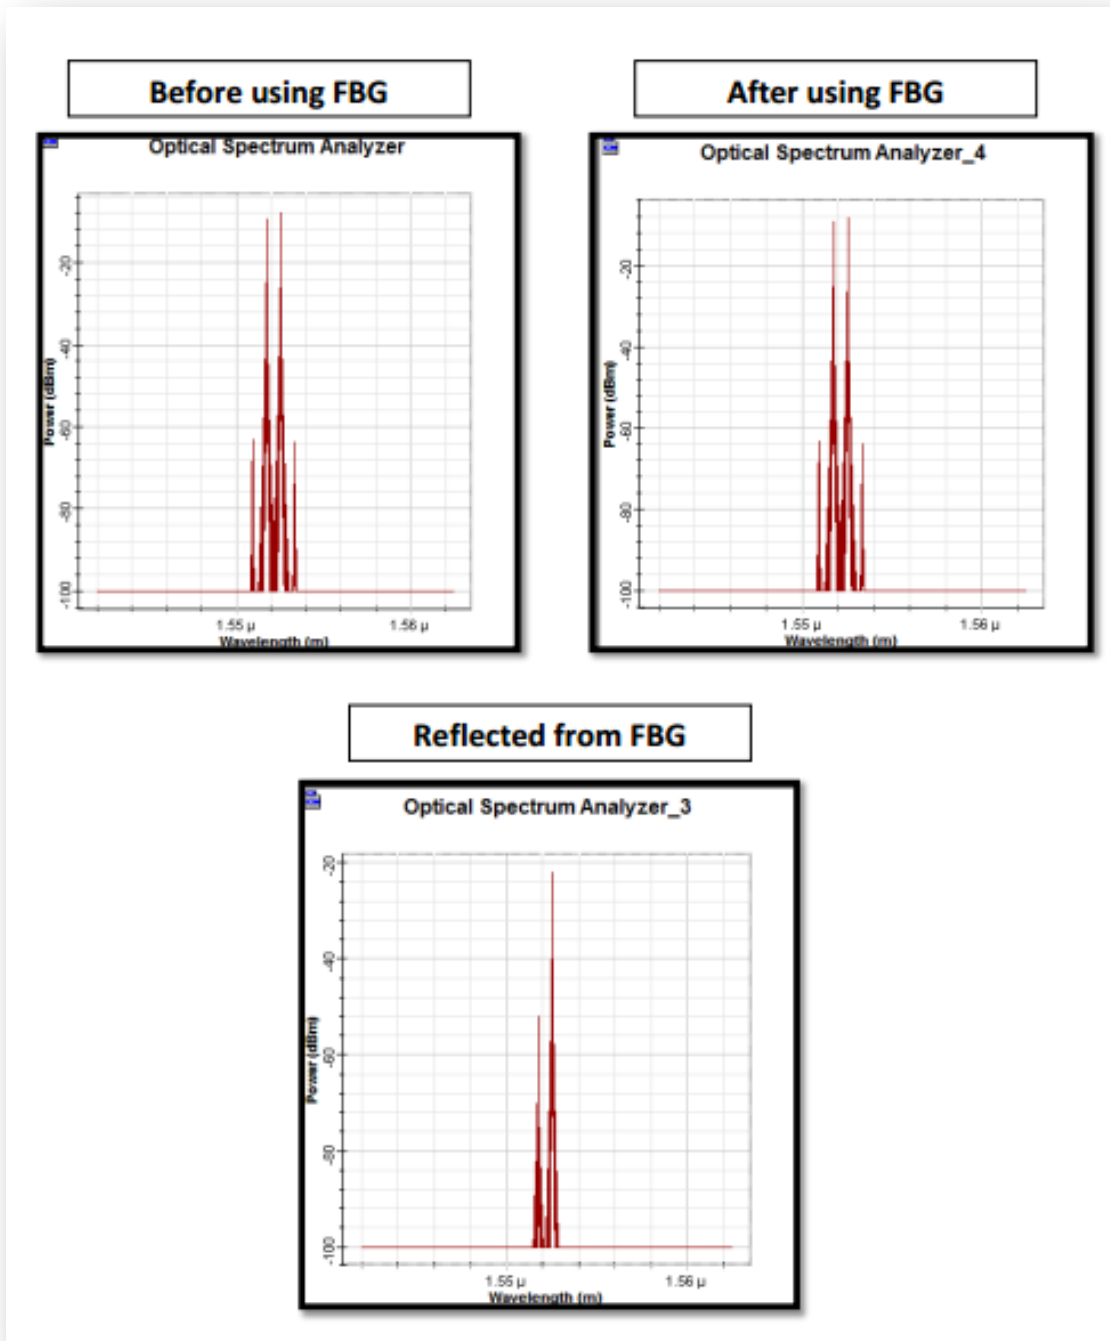 Before using FBG
After using FBG
Optical Spectrum Analyzer
Power (dBm)
-20
-40
-60
-80
-100
1.55 µ
1.56 µ
Wavelength (m)
Optical Spectrum Analyzer_4
Power (dBm)
-20
-40
-60
-80
-100
1.55 µ
1.56 µ
Wavelength (m)
Reflected from FBG
Optical Spectrum Analyzer_3
Power (dBm)
-20
-40
-60
-80
-100
1.55 µ
1.56 µ
Wavelength (m)